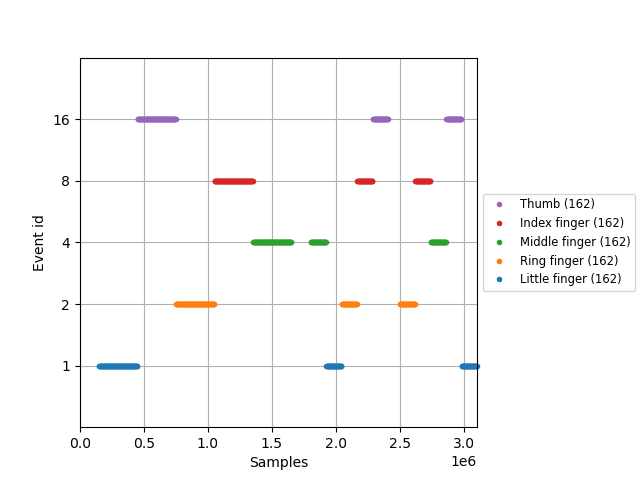 16
8
4
2
1
Event id
0.0 0.5 1.0 1.5 2.0 2.5 3.0
1e6
Samples
Thumb (162)
Index finger (162)
Middle finger (162)
Ring finger (162)
Little finger (162)